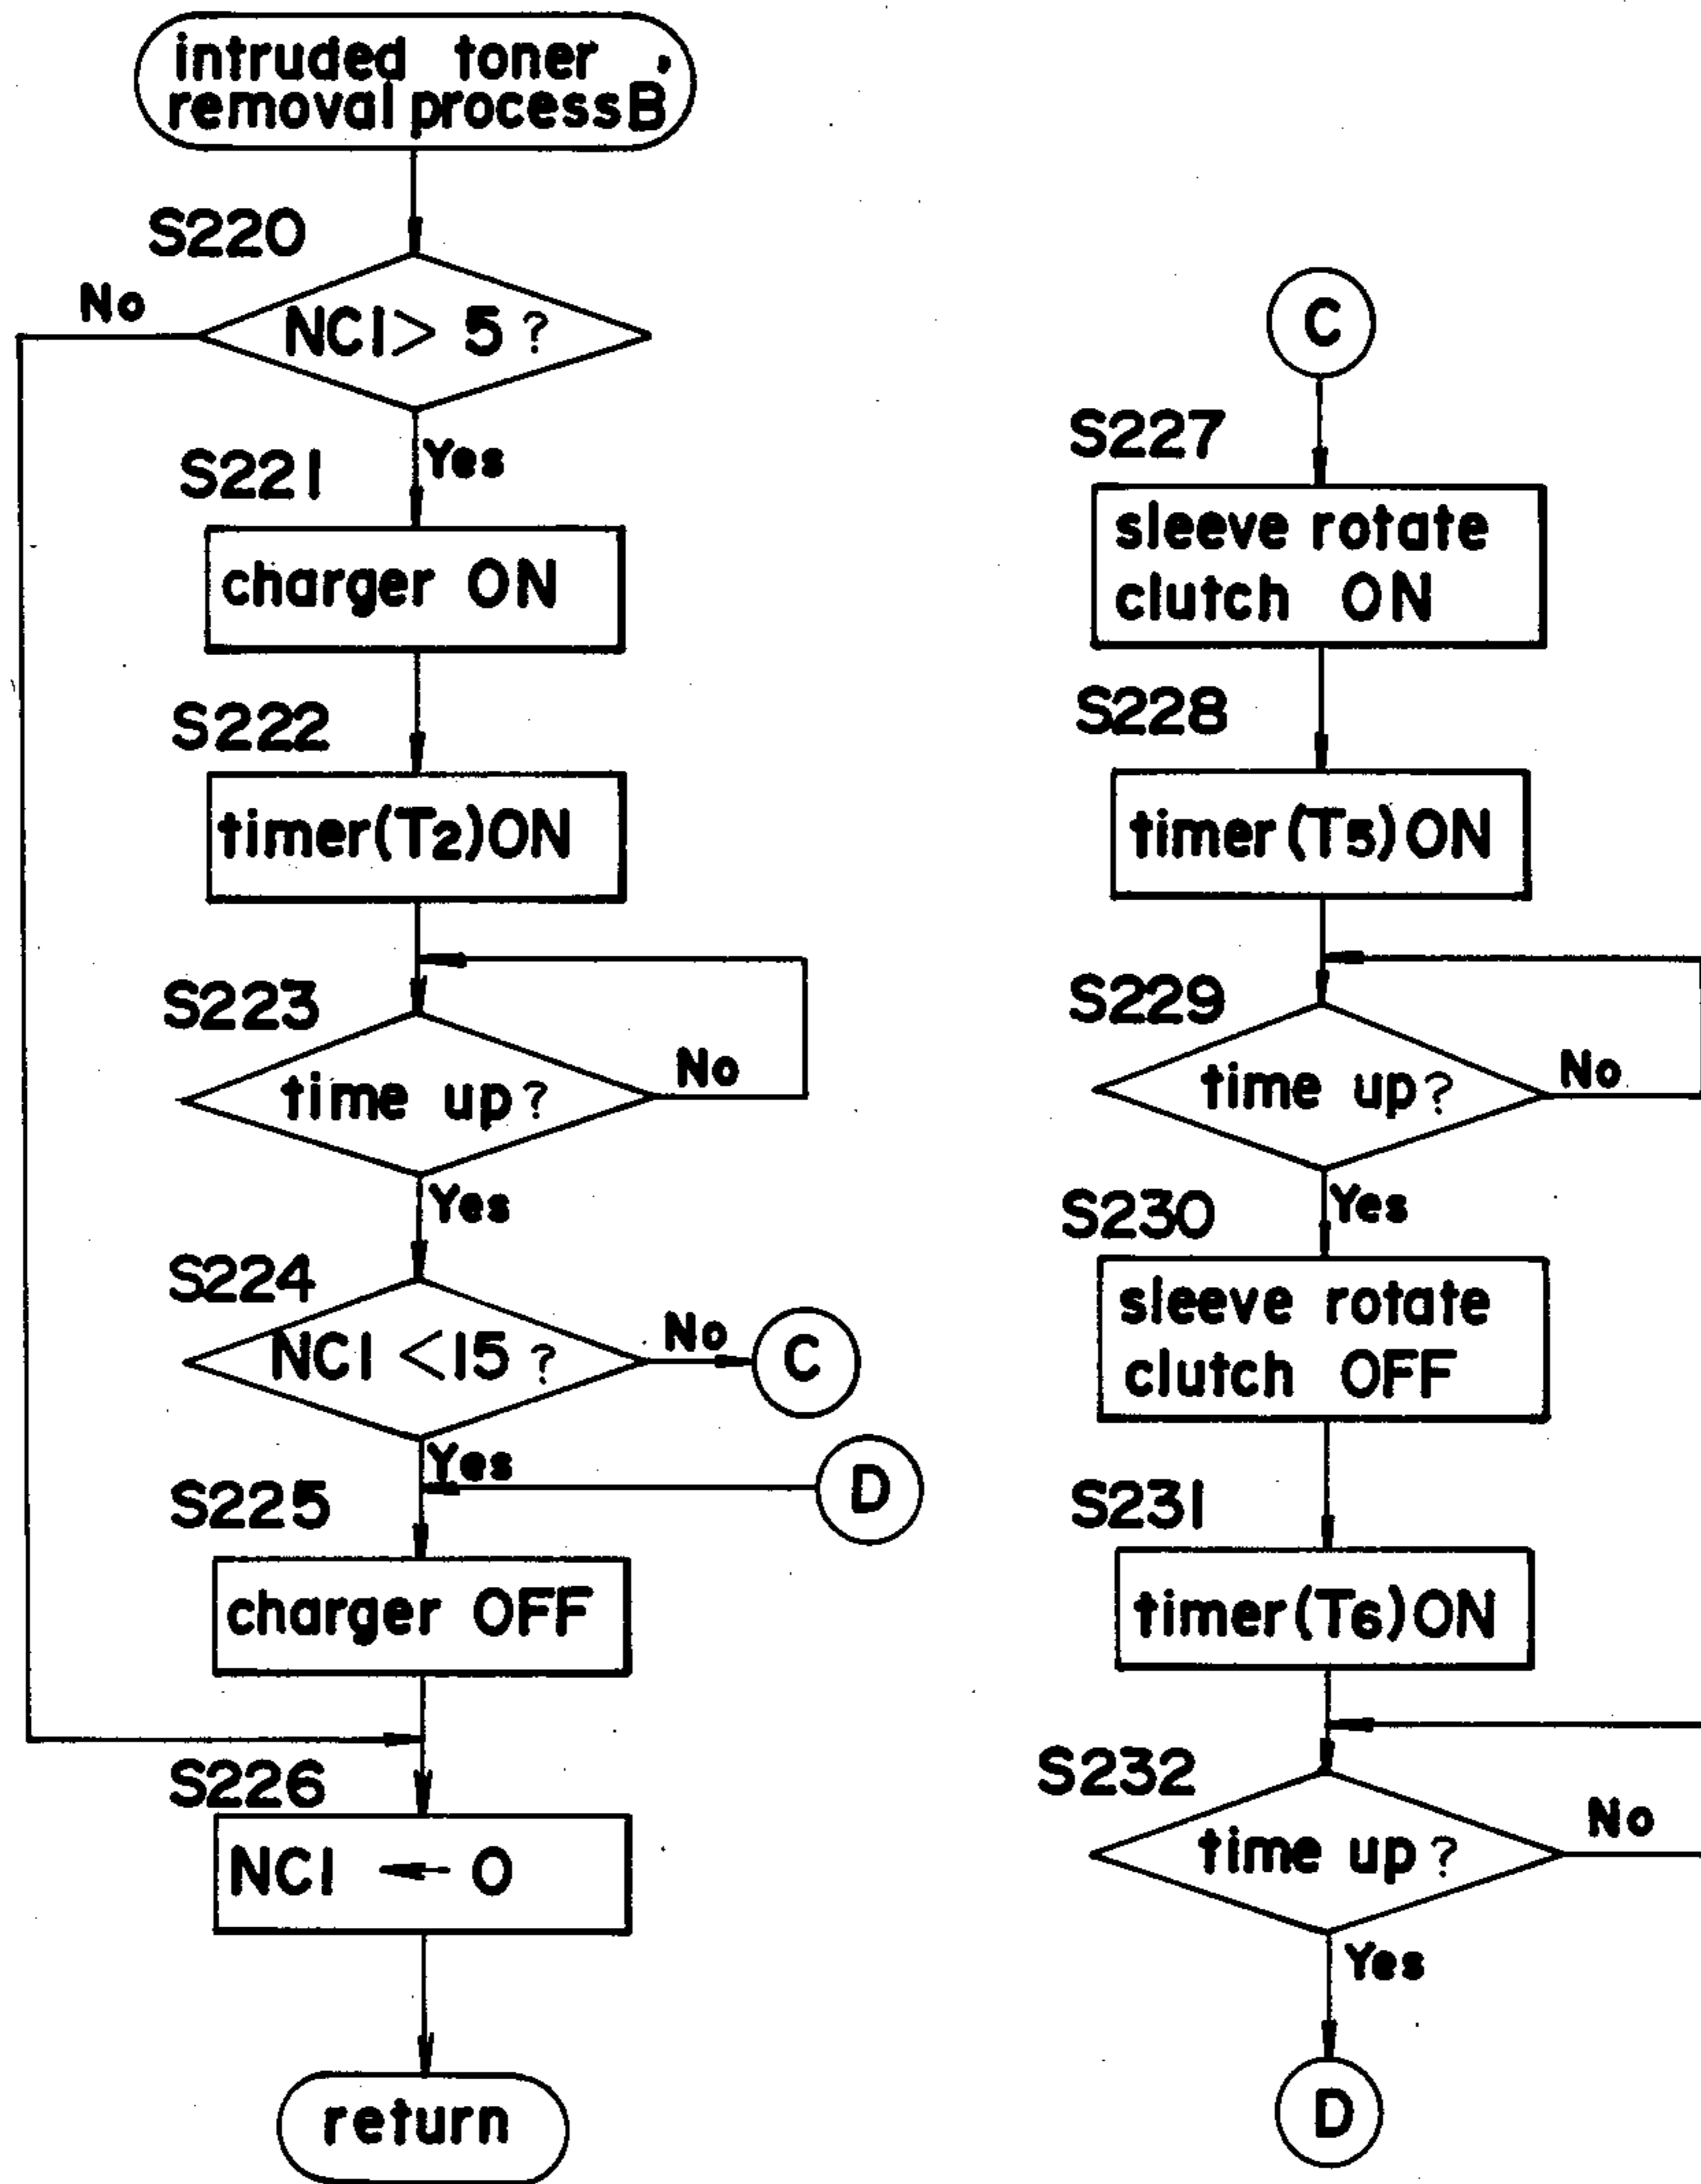 intruded toner
removal process B'
S220
No
NC1 > 5 ?
Yes
S221
charger ON
S222
timer(T2)ON
S223
time up ?
No
Yes
S224
NC1 < 15 ?
No
C
Yes
D
S225
charger OFF
S226
NC1 ← 0
return
C
S227
sleeve rotate
clutch ON
S228
timer(T5)ON
S229
time up ?
No
Yes
S230
sleeve rotate
clutch OFF
S231
timer(T6)ON
S232
time up ?
No
Yes
D